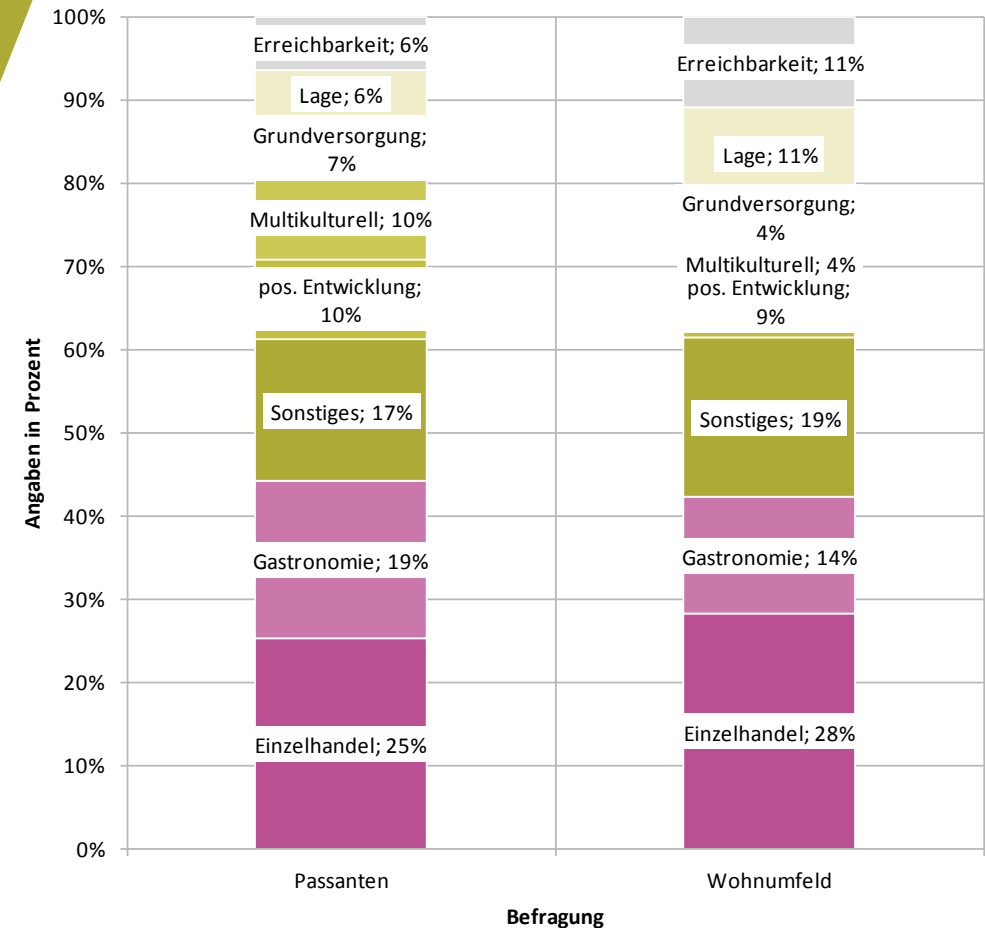 100%
90%
80%
70%
60%
50%
40%
30%
20%
10%
0%
Angaben in Prozent
Erreichbarkeit; 6%
Lage; 6%
Grundversorgung;
7%
Multikulturell; 10%
pos. Entwicklung;
10%
Sonstiges; 17%
Gastronomie; 19%
Einzelhandel; 25%
Erreichbarkeit; 11%
Lage; 11%
Grundversorgung;
4%
Multikulturell; 4%
pos. Entwicklung;
9%
Sonstiges; 19%
Gastronomie; 14%
Einzelhandel; 28%
Passanten
Wohnumfeld
Befragung